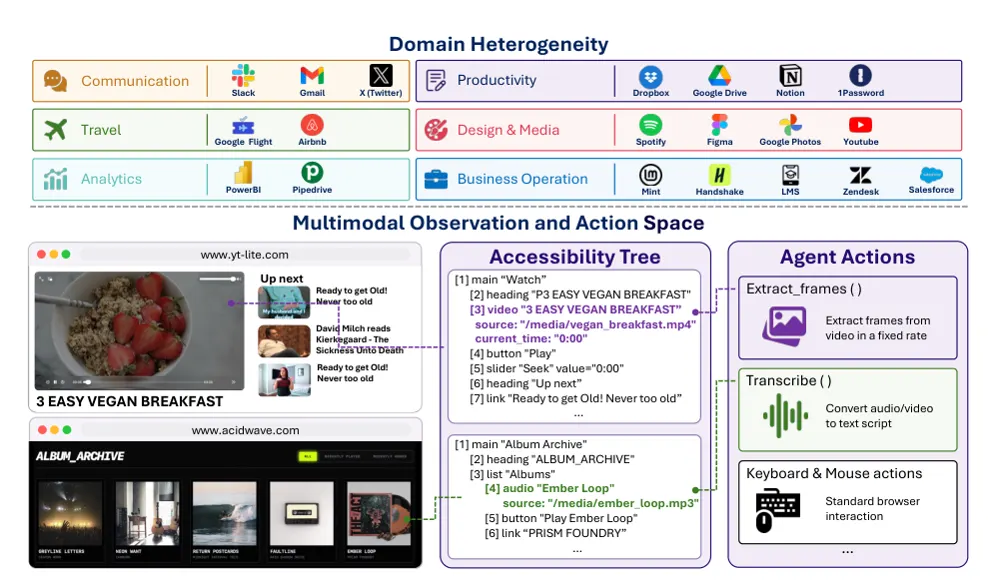 Domain Heterogeneity
Communication
Slack
Gmail
X (Twitter)
Productivity
Dropbox
Google Drive
Notion
1Password
Travel
Google Flight
Airbnb
Design & Media
Spotify
Figma
Google Photos
Youtube
Analytics
PowerBI
Pipedrive
Business Operation
Mint
Handshake
LMS
Zendesk
Salesforce
Multimodal Observation and Action Space
www.yt-lite.com
Up next
Ready to get Old!
Never too old
David Milch reads
Kierkegaard - The
Sickness Unto Death
Ready to get Old!
Never too old
3 EASY VEGAN BREAKFAST
www.acidwave.com
ALBUM_ARCHIVE
ALL
RECENTLY PLAYED
RECENTLY ADDED
GREYLINE LETTERS
NEON WANT
RETURN POSTCARDS
FAULTLINE
EMBER LOOP
Accessibility Tree
[1] main “Watch”
[2] heading "P3 EASY VEGAN BREAKFAST"
[3] video "3 EASY VEGAN BREAKFAST"
source: "/media/vegan_breakfast.mp4"
current_time: "0:00"
[4] button "Play"
[5] slider "Seek" value="0:00"
[6] heading "Up next”
[7] link "Ready to get Old! Never too old”
...
[1] main "Album Archive"
[2] heading "ALBUM_ARCHIVE"
[3] list "Albums"
[4] audio "Ember Loop"
source: "/media/ember_loop.mp3"
[5] button "Play Ember Loop"
[6] link “PRISM FOUNDRY”
...
Agent Actions
Extract_frames ( )
Extract frames from
video in a fixed rate
Transcribe ( )
Convert audio/video
to text script
Keyboard & Mouse actions
Standard browser
interaction
...